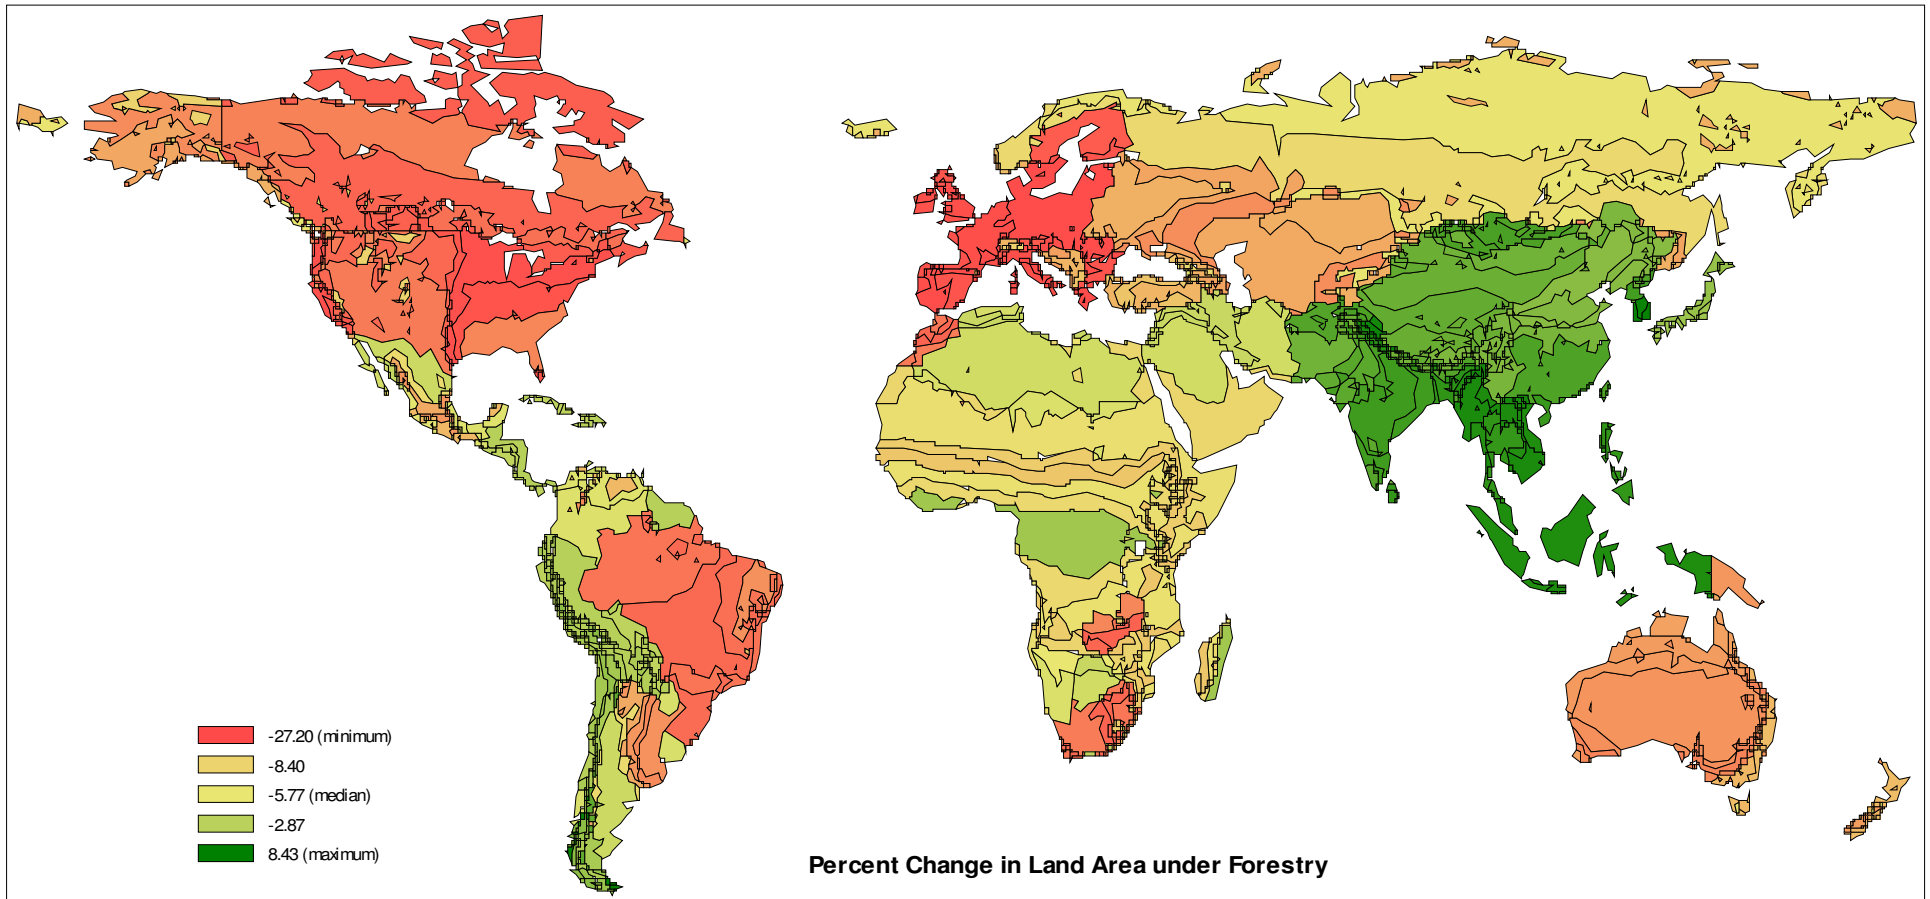 -27.20 (minimum)
-8.40
-5.77 (median)
-2.87
8.43 (maximum)
Percent Change in Land Area under Forestry